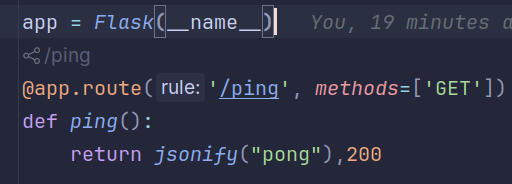 app = Flask(__name__) You, 19 minutes a
/ping
@app.route( rule: '/ping', methods=['GET'])
def ping():
    return jsonify("pong"),200